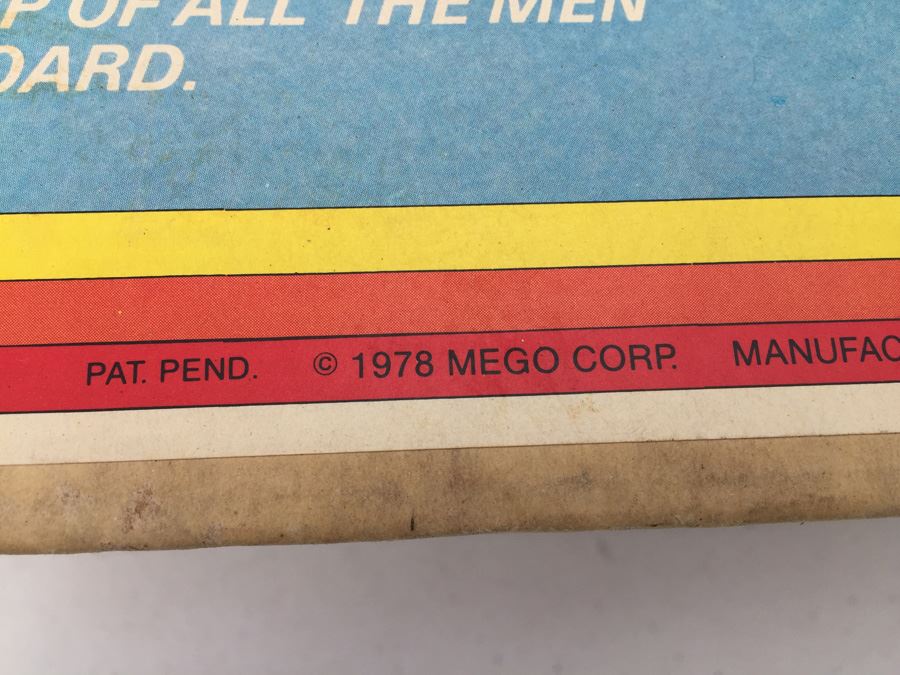 P OF ALL THE MEN
OARD.
PAT. PEND. © 1978 MEGO CORP. MANUFAC